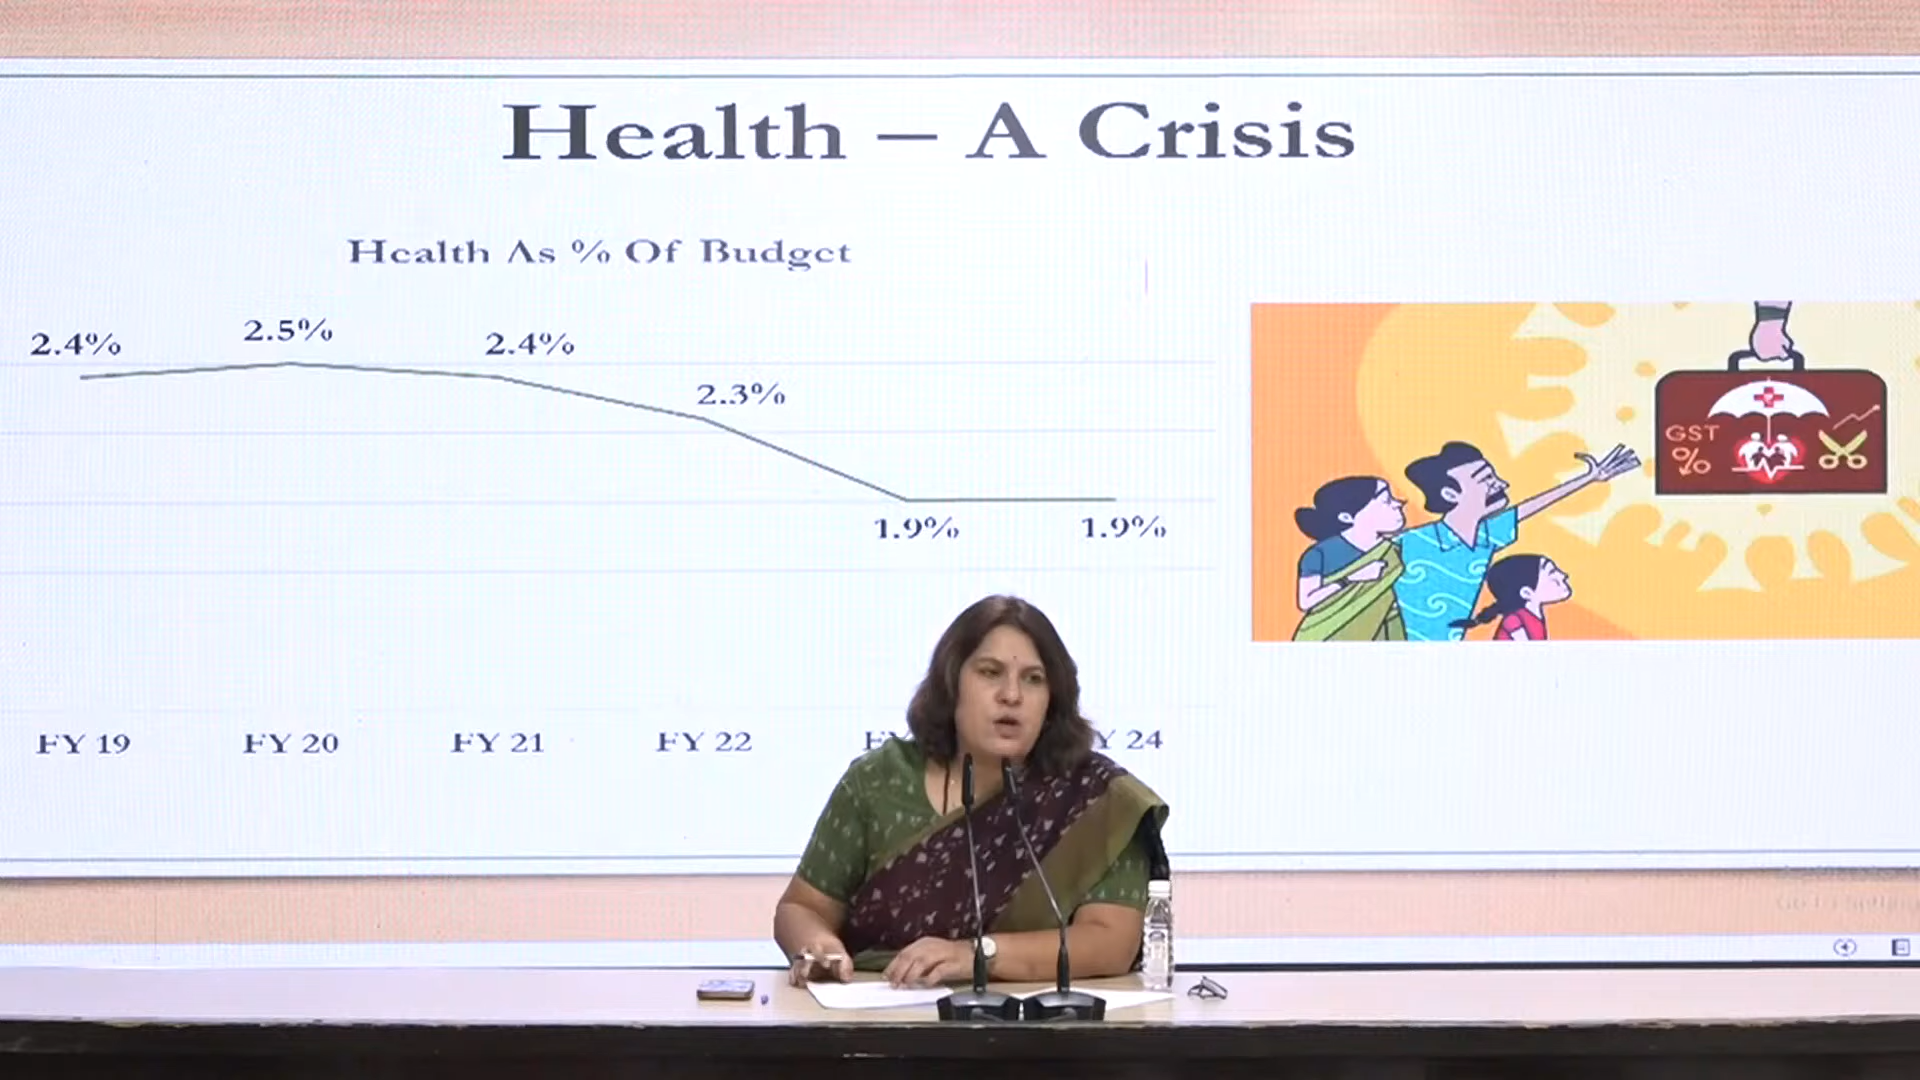 Health – A Crisis
Health As % Of Budget
2.4%
2.5%
2.4%
2.3%
1.9%
1.9%
GST
%
FY 19
FY 20
FY 21
FY 22
24